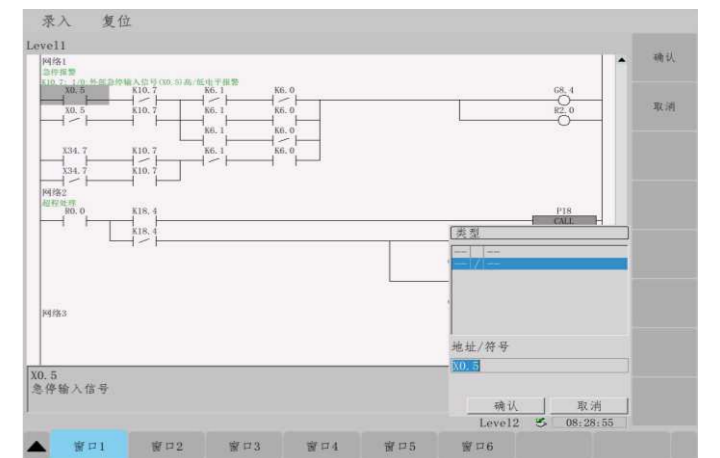 录入 复位
Level1
确认
取消
网络1
急停报警
K10.7: 1/0 外部急停输入信号(X0.5)高/低电平报警
X0.5 K10.7 K6.1 K6.0 G8.4
X0.5 K10.7 K6.1 K6.0 R2.0
K6.1 K6.0
X34.7 K10.7 K6.1 K6.0
X34.7 K10.7
网络2
超程处理
R0.0 K18.4 P18
CALL
K18.4
网络3
类型
地址/符号
X0.5
确认 取消
X0.5
急停输入信号
Level2 08:28:55
窗口1 窗口2 窗口3 窗口4 窗口5 窗口6